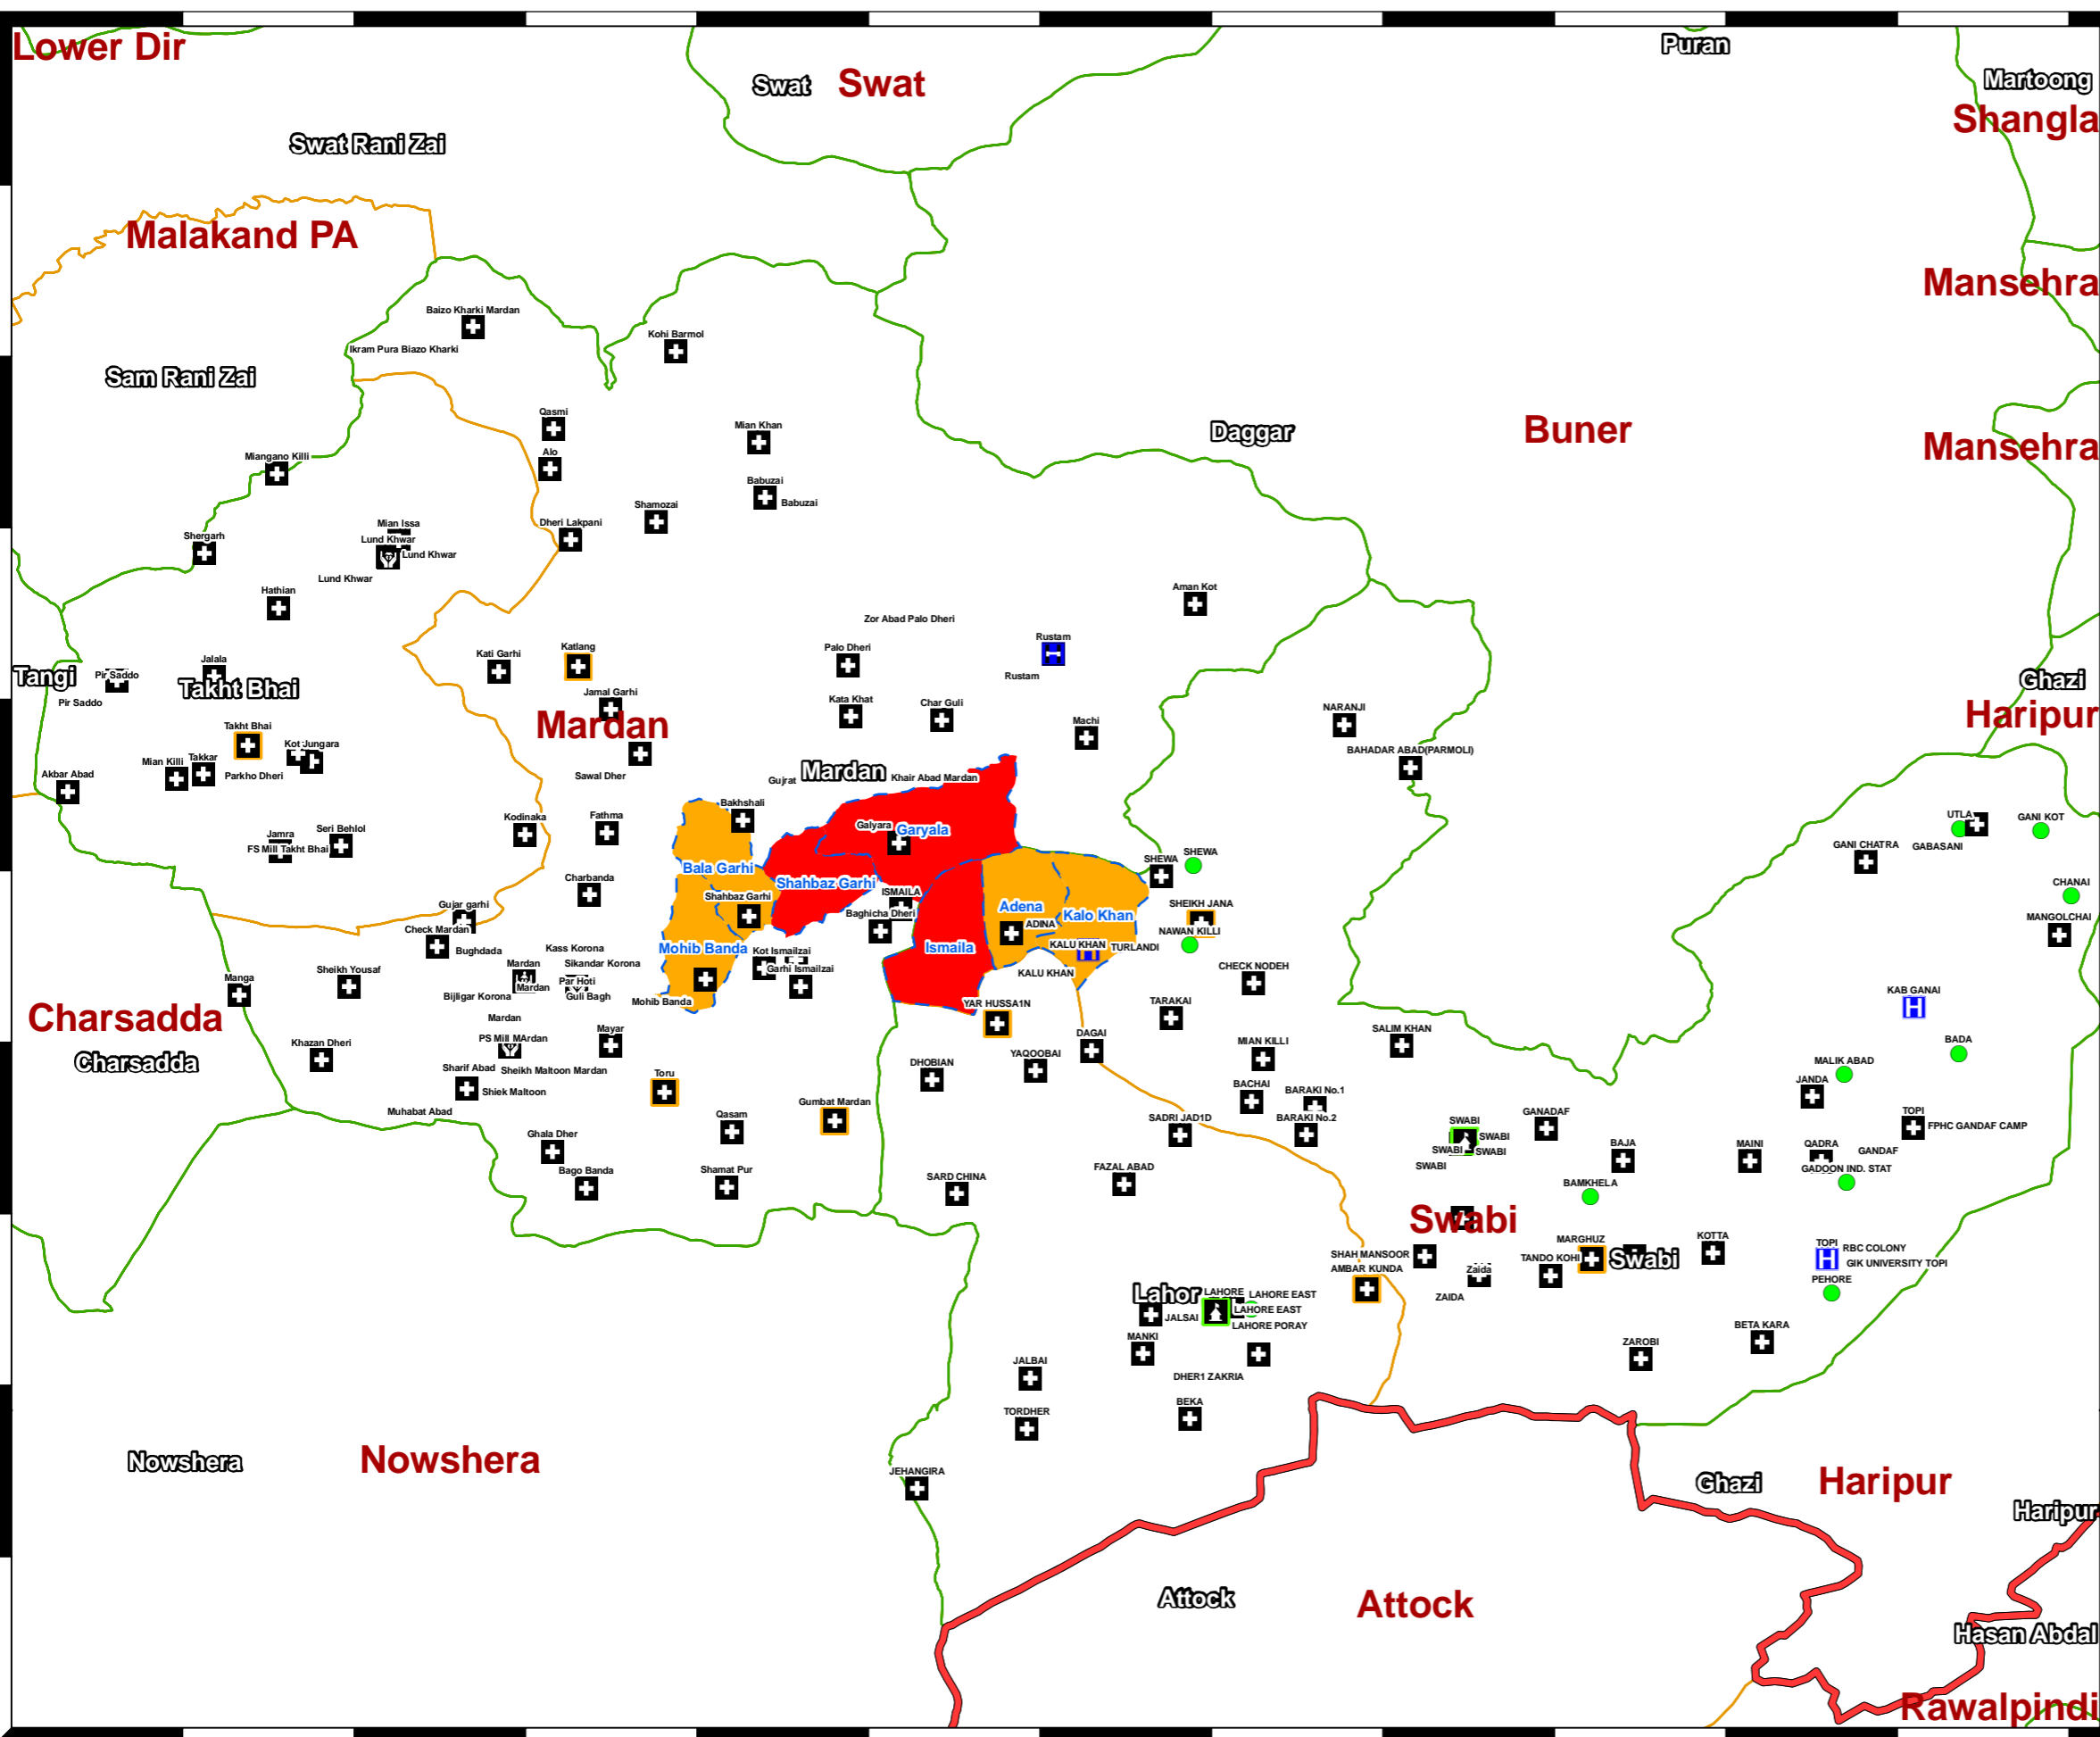 Lower Dir
Puran
Swat
Swat
Martoong
Shangla
Swat Rani Zai
Malakand PA
Mansehra
Baizo Kharki Mardan
Kohi Barmol
Ikram Pura Biazo Kharki
Sam Rani Zai
Qasmi
Mian Khan
Daggar
Buner
Mansehra
Alo
Miangano Killi
Babuzai
Babuzai
Shamozai
Dheri Lakpani
Mian Issa
Shergarh
Lund Khwar
Lund Khwar
Lund Khwar
Hathian
Aman Kot
Zor Abad Palo Dheri
Rustam
Rustam
Palo Dheri
Katlang
Kati Garhi
Jalala
Tangi
Pir Saddo
Takht Bhai
Pir Saddo
Ghazi
Jamal Garhi
Kata Khat
Char Guli
Machi
NARANJI
Haripur
Mardan
Takht Bhai
Kot Jungara
BAHADAR ABAD(PARMOLI)
Mian Killi
Takkar
Parkho Dheri
Akbar Abad
Sawal Dher
Gujrat
Mardan
Khair Abad Mardan
Bakhshali
Kodinaka
Fathma
Galyara
Garyala
Jamra
Seri Behlol
FS Mill Takht Bhai
UTLA
GANI KOT
GANI CHATRA
GABASANI
SHEWA
SHEWA
Bala Garhi
Shahbaz Garhi
Charbanda
Shahbaz Garhi
ISMAILA
CHANAI
Gujar garhi
Baghicha Dheri
Adena
Kalo Khan
SHEIKH JANA
MANGOLCHAI
Check Mardan
ADINA
NAWAN KILLI
Bughdada
Kass Korona
Mohib Banda
Kot Ismailzai
Ismaila
KALU KHAN
TURLANDI
Sheikh Yousaf
Mardan
Sikandar Korona
Garhi Ismailzai
KALU KHAN
CHECK NODEH
Manga
Mardan
Par Hoti
Bijligar Korona
Guli Bagh
Mohib Banda
YAR HUSSA1N
TARAKAI
KAB GANAI
Charsadda
Mardan
Charsadda
Khazan Dheri
PS Mill MArdan
Mayar
DAGAI
SALIM KHAN
YAQOOBAI
MIAN KILLI
BADA
Sharif Abad
Sheikh Maltoon Mardan
DHOBIAN
MALIK ABAD
Toru
JANDA
Shiek Maltoon
BACHAI
BARAKI No.1
Muhabat Abad
Qasam
Gumbat Mardan
SADRI JAD1D
BARAKI No.2
SWABI
GANADAF
TOPI
FPHC GANDAF CAMP
SWABI
SWABI
SWABI
SWABI
Ghala Dher
BAJA
MAINI
QADRA
GANDAF
Bago Banda
Shamat Pur
SARD CHINA
FAZAL ABAD
GADOON IND. STAT
BAMKHELA
Swabi
SHAH MANSOOR
MARGHUZ
KOTTA
TOPI
RBC COLONY
TANDO KOHI
Swabi
GIK UNIVERSITY TOPI
AMBAR KUNDA
Zaida
PEHORE
ZAIDA
Lahor
LAHORE
LAHORE EAST
LAHORE EAST
JALSAI
LAHORE PORAY
MANKI
BETA KARA
ZAROBI
JALBAI
DHER1 ZAKRIA
BEKA
TORDHER
Nowshera
Nowshera
JEHANGIRA
Ghazi
Haripur
Haripur
Attock
Attock
Hasan Abdal
Rawalpindi